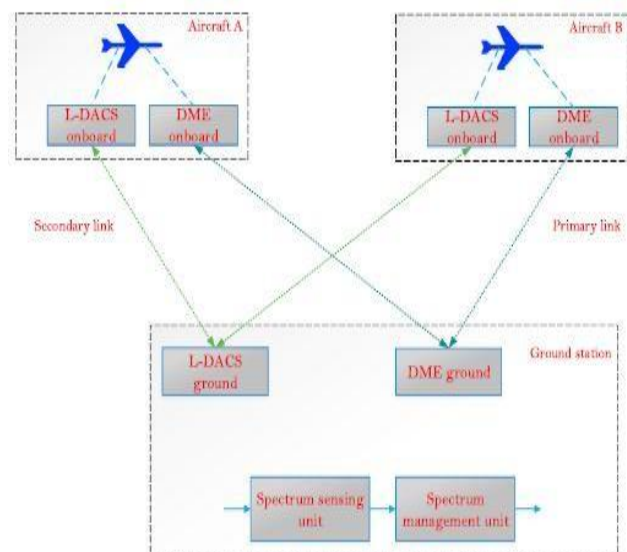 Aircraft A
Aircraft B
L-DACS
onboard
DME
onboard
L-DACS
onboard
DME
onboard
Secondary link
Primary link
L-DACS
ground
DME ground
Ground station
Spectrum sensing
unit
Spectrum
management unit